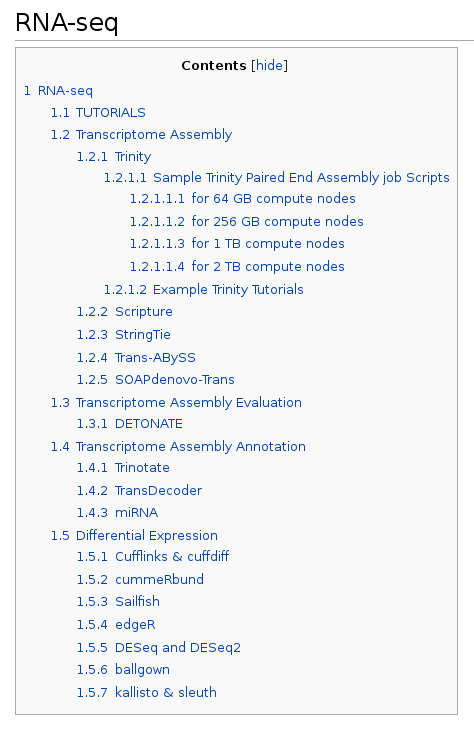 RNA-seq
Contents [hide]
1 RNA-seq
1.1 TUTORIALS
1.2 Transcriptome Assembly
1.2.1 Trinity
1.2.1.1 Sample Trinity Paired End Assembly job Scripts
1.2.1.1.1 for 64 GB compute nodes
1.2.1.1.2 for 256 GB compute nodes
1.2.1.1.3 for 1 TB compute nodes
1.2.1.1.4 for 2 TB compute nodes
1.2.1.2 Example Trinity Tutorials
1.2.2 Scripture
1.2.3 StringTie
1.2.4 Trans-ABySS
1.2.5 SOAPdenovo-Trans
1.3 Transcriptome Assembly Evaluation
1.3.1 DETONATE
1.4 Transcriptome Assembly Annotation
1.4.1 Trinotate
1.4.2 TransDecoder
1.4.3 miRNA
1.5 Differential Expression
1.5.1 Cufflinks & cuffdiff
1.5.2 cummeRbund
1.5.3 Sailfish
1.5.4 edgeR
1.5.5 DESeq and DESeq2
1.5.6 ballgown
1.5.7 kallisto & sleuth